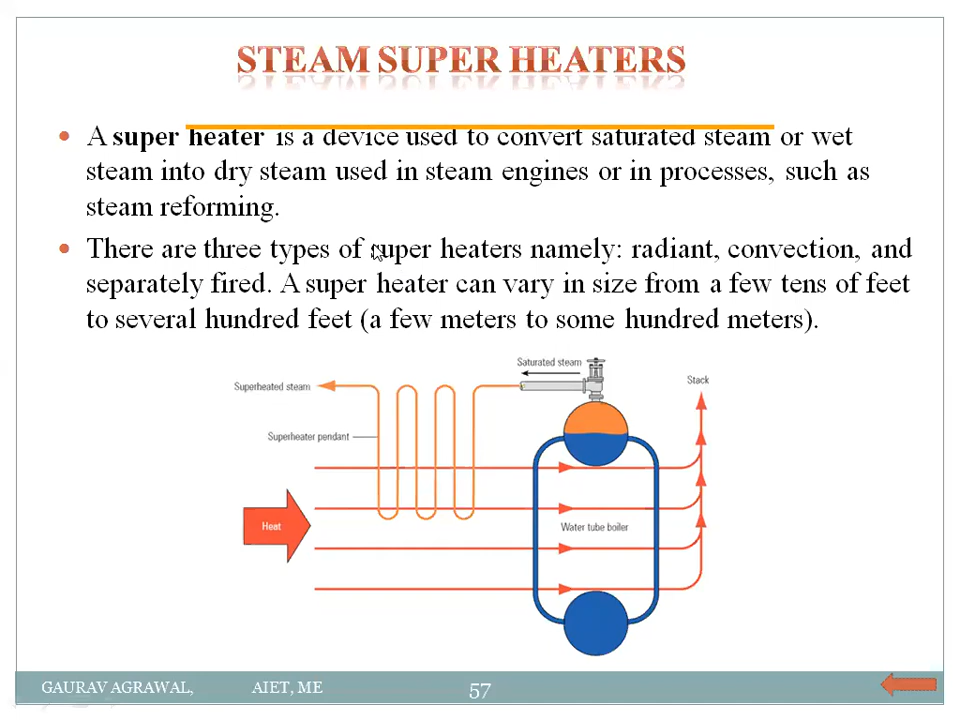 STEAM SUPER HEATERS
• A super heater is a device used to convert saturated steam or wet
steam into dry steam used in steam engines or in processes, such as
steam reforming.
• There are three types of super heaters namely: radiant, convection, and
separately fired. A super heater can vary in size from a few tens of feet
to several hundred feet (a few meters to some hundred meters).
Saturated steam
Stack
Superheated steam
Superheater pendant
Heat
Water tube boiler
GAURAV AGRAWAL, AIET, ME 57